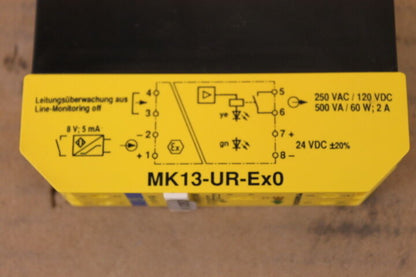 Leitungsüberwachung aus
Line-Monitoring off
4
3
5
6
250 VAC / 120 VDC
500 VA / 60 W; 2 A
ye
8 V; 5 mA
2
-
1
+
Ex
gn
7 +
8 -
24 VDC ±20%
MK13-UR-Ex0